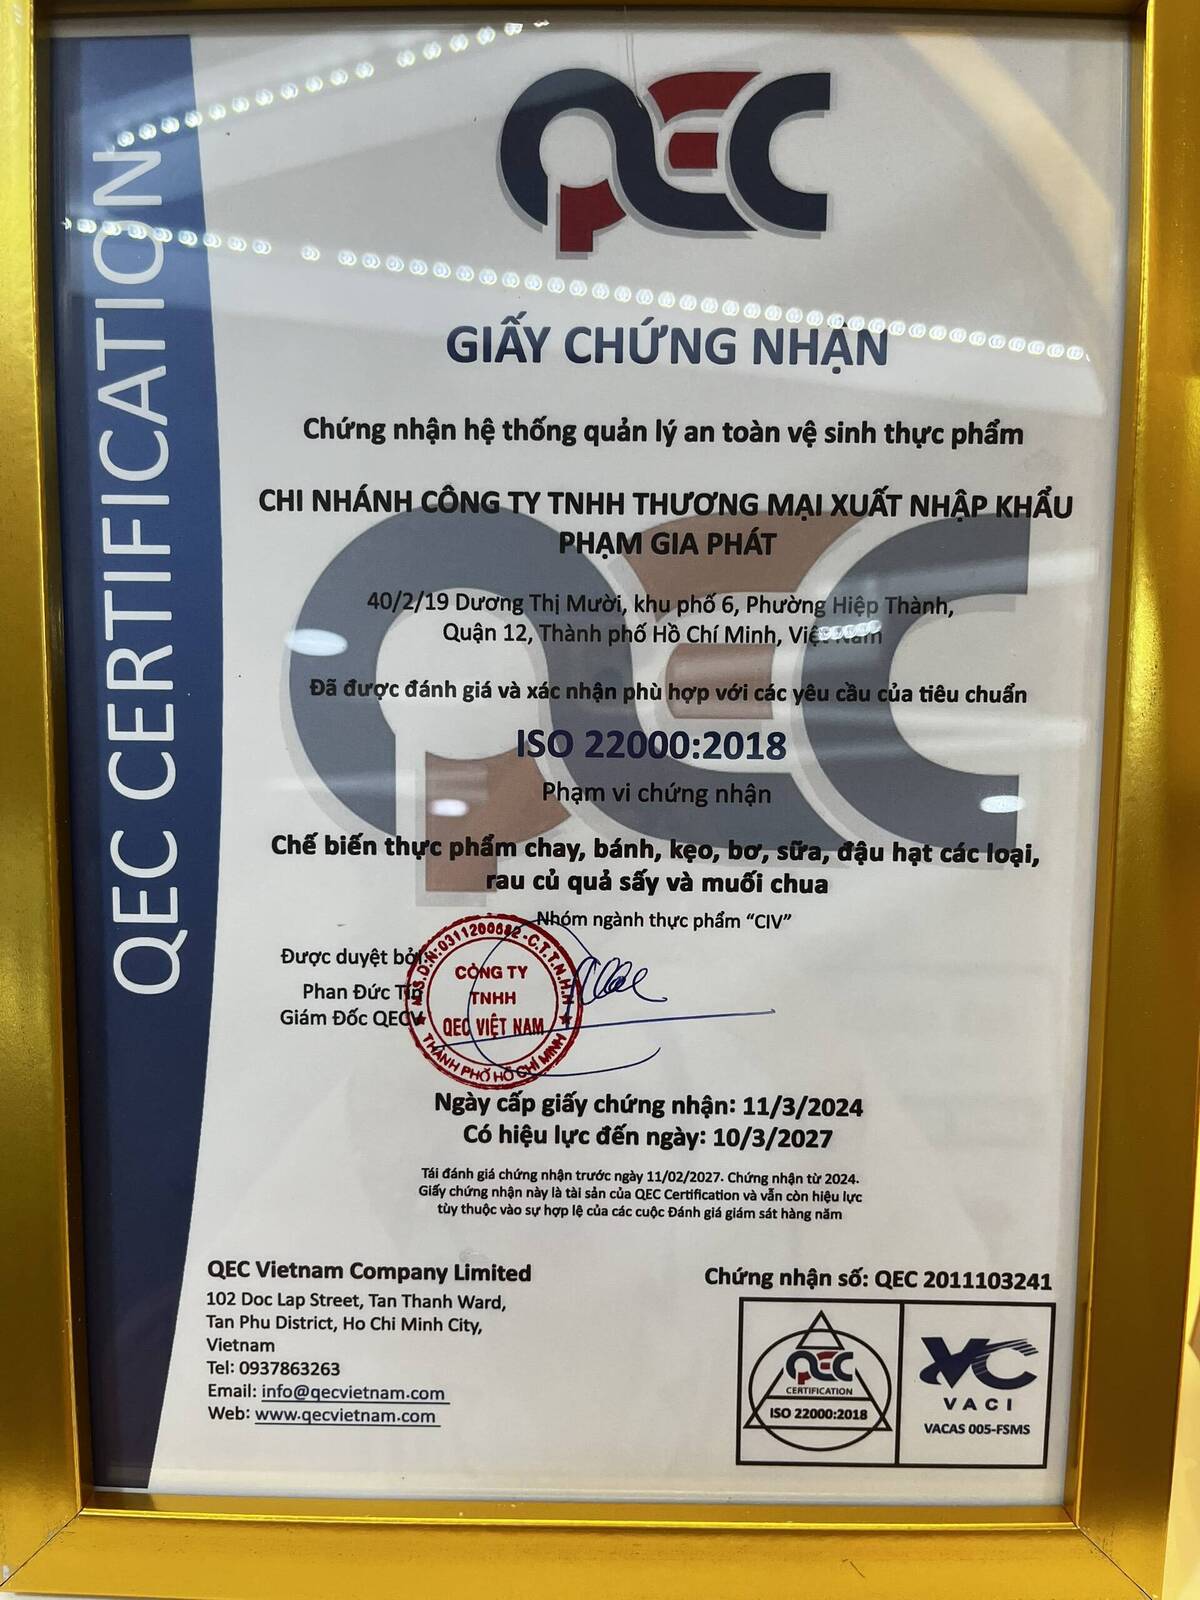 QEC CERTIFICATION
QEC
GIẤY CHỨNG NHẬN
Chứng nhận hệ thống quản lý an toàn vệ sinh thực phẩm
CHI NHÁNH CÔNG TY TNHH THƯƠNG MẠI XUẤT NHẬP KHẨU
PHẠM GIA PHÁT
40/2/19 Dương Thị Mười, khu phố 6, Phường Hiệp Thành,
Quận 12, Thành phố Hồ Chí Minh, Việt Nam
Đã được đánh giá và xác nhận phù hợp với các yêu cầu của tiêu chuẩn
ISO 22000:2018
Phạm vi chứng nhận
Chế biến thực phẩm chay, bánh, kẹo, bơ, sữa, đậu hạt các loại,
rau củ quả sấy và muối chua
Nhóm ngành thực phẩm “CIV”
Được duyệt bởi:
Phan Đức Tín
Giám Đốc QECV
M.S.D.N: 0311200682 - C.T.T.N.H.H
CÔNG TY
TNHH
QEC VIỆT NAM
THÀNH PHỐ HỒ CHÍ MINH
Ngày cấp giấy chứng nhận: 11/3/2024
Có hiệu lực đến ngày: 10/3/2027
Tái đánh giá chứng nhận trước ngày 11/02/2027. Chứng nhận từ 2024.
Giấy chứng nhận này là tài sản của QEC Certification và vẫn còn hiệu lực
tùy thuộc vào sự hợp lệ của các cuộc Đánh giá giám sát hàng năm
QEC Vietnam Company Limited
102 Doc Lap Street, Tan Thanh Ward,
Tan Phu District, Ho Chi Minh City,
Vietnam
Tel: 0937863263
Email: info@qecvietnam.com
Web: www.qecvietnam.com
Chứng nhận số: QEC 2011103241
QEC
CERTIFICATION
ISO 22000:2018
VACI
VACAS 005-FSMS